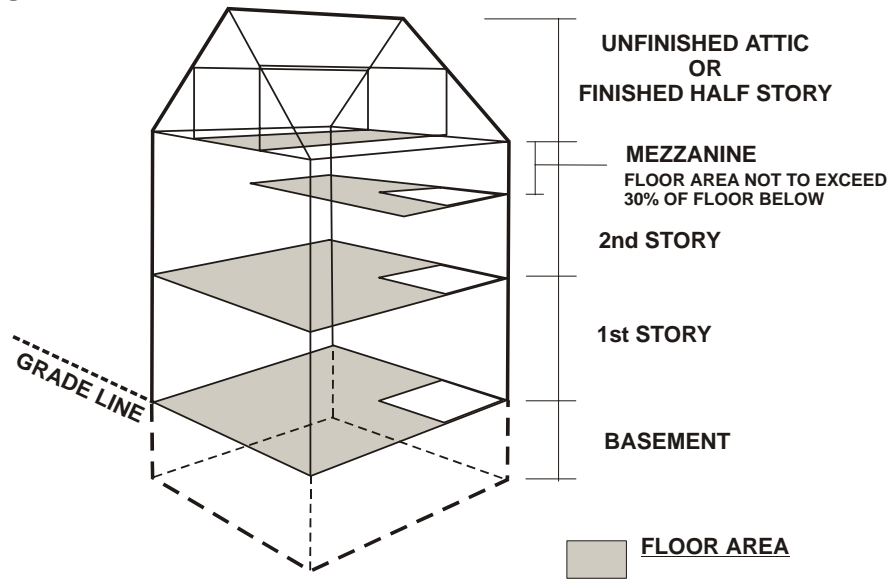 UNFINISHED ATTIC
OR
FINISHED HALF STORY
MEZZANINE
FLOOR AREA NOT TO EXCEED
30% OF FLOOR BELOW
2nd STORY
1st STORY
GRADE LINE
BASEMENT
FLOOR AREA